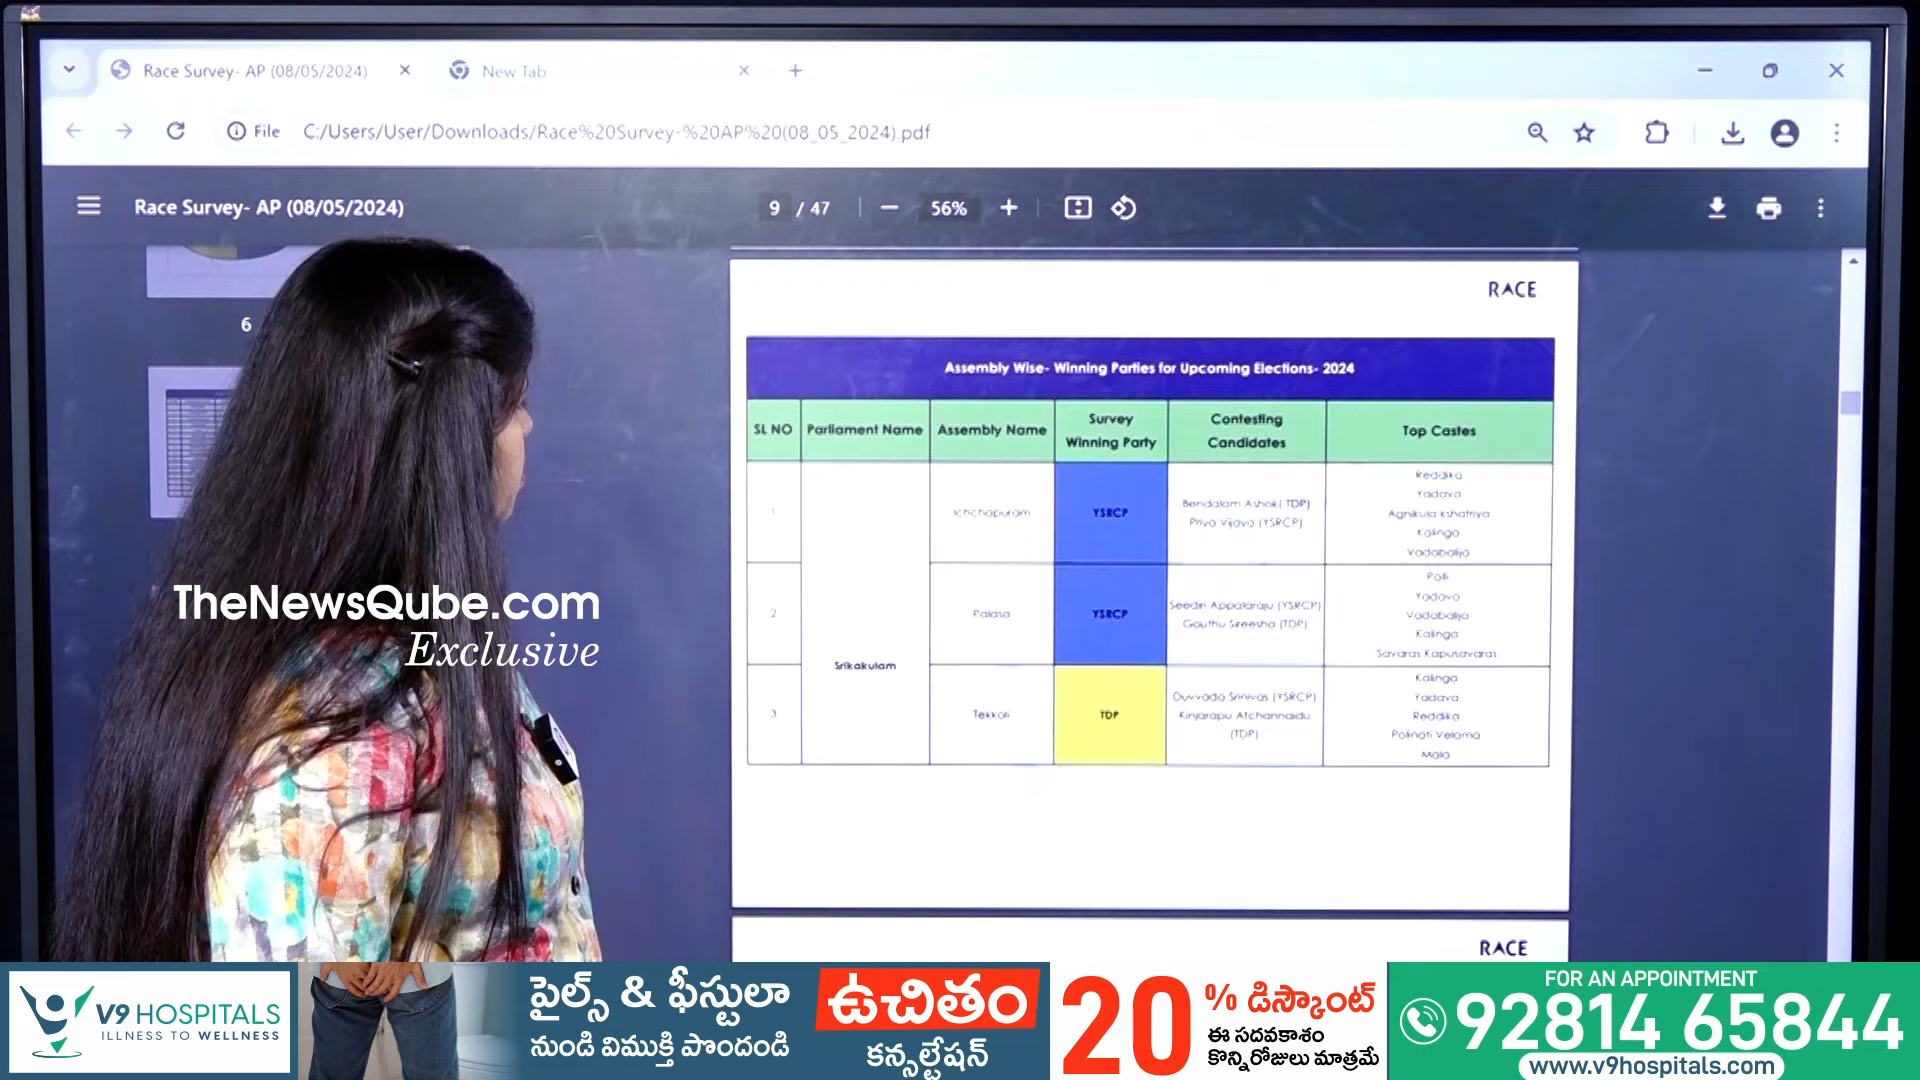 Race Survey- AP (08/05/2024)
New Tab
File C:/Users/User/Downloads/Race%20Survey-%20AP%20(08_05_2024).pdf
Race Survey- AP (08/05/2024)
9 / 47
56%
6
RACE
Assembly Wise- Winning Parties for Upcoming Elections- 2024
SL NO Parliament Name Assembly Name Survey Winning Party Contesting Candidates Top Castes
Srikakulam
1 Ichchapuram YSRCP
Bendalam Ashok( TDP)
Priya Vijaya (YSRCP)
Reddika
Yadava
Agnikula Kshatriya
Kalinga
Vadabalija
2 Palasa YSRCP
Seediri Appalaraju (YSRCP)
Gouthu Sireesha (TDP)
Polli
Yadava
Vadabalija
Kalinga
Savaras Kapusavaras
3 Tekkali TDP
Duvvada Srinivas (YSRCP)
Kinjarapu Atchannaidu
(TDP)
Kalinga
Yadava
Reddika
Polinati Velama
Mala
RACE
TheNewsQube.com
Exclusive
V9 HOSPITALS
ILLNESS TO WELLNESS
పైల్స్ & ఫీస్టులా
నుండి విముక్తి పొందండి
ఉచితం
కన్సల్టేషన్
20 % డిస్కౌంట్
ఈ సదవకాశం
కొన్నిరోజులు మాత్రమే
FOR AN APPOINTMENT
92814 65844
www.v9hospitals.com